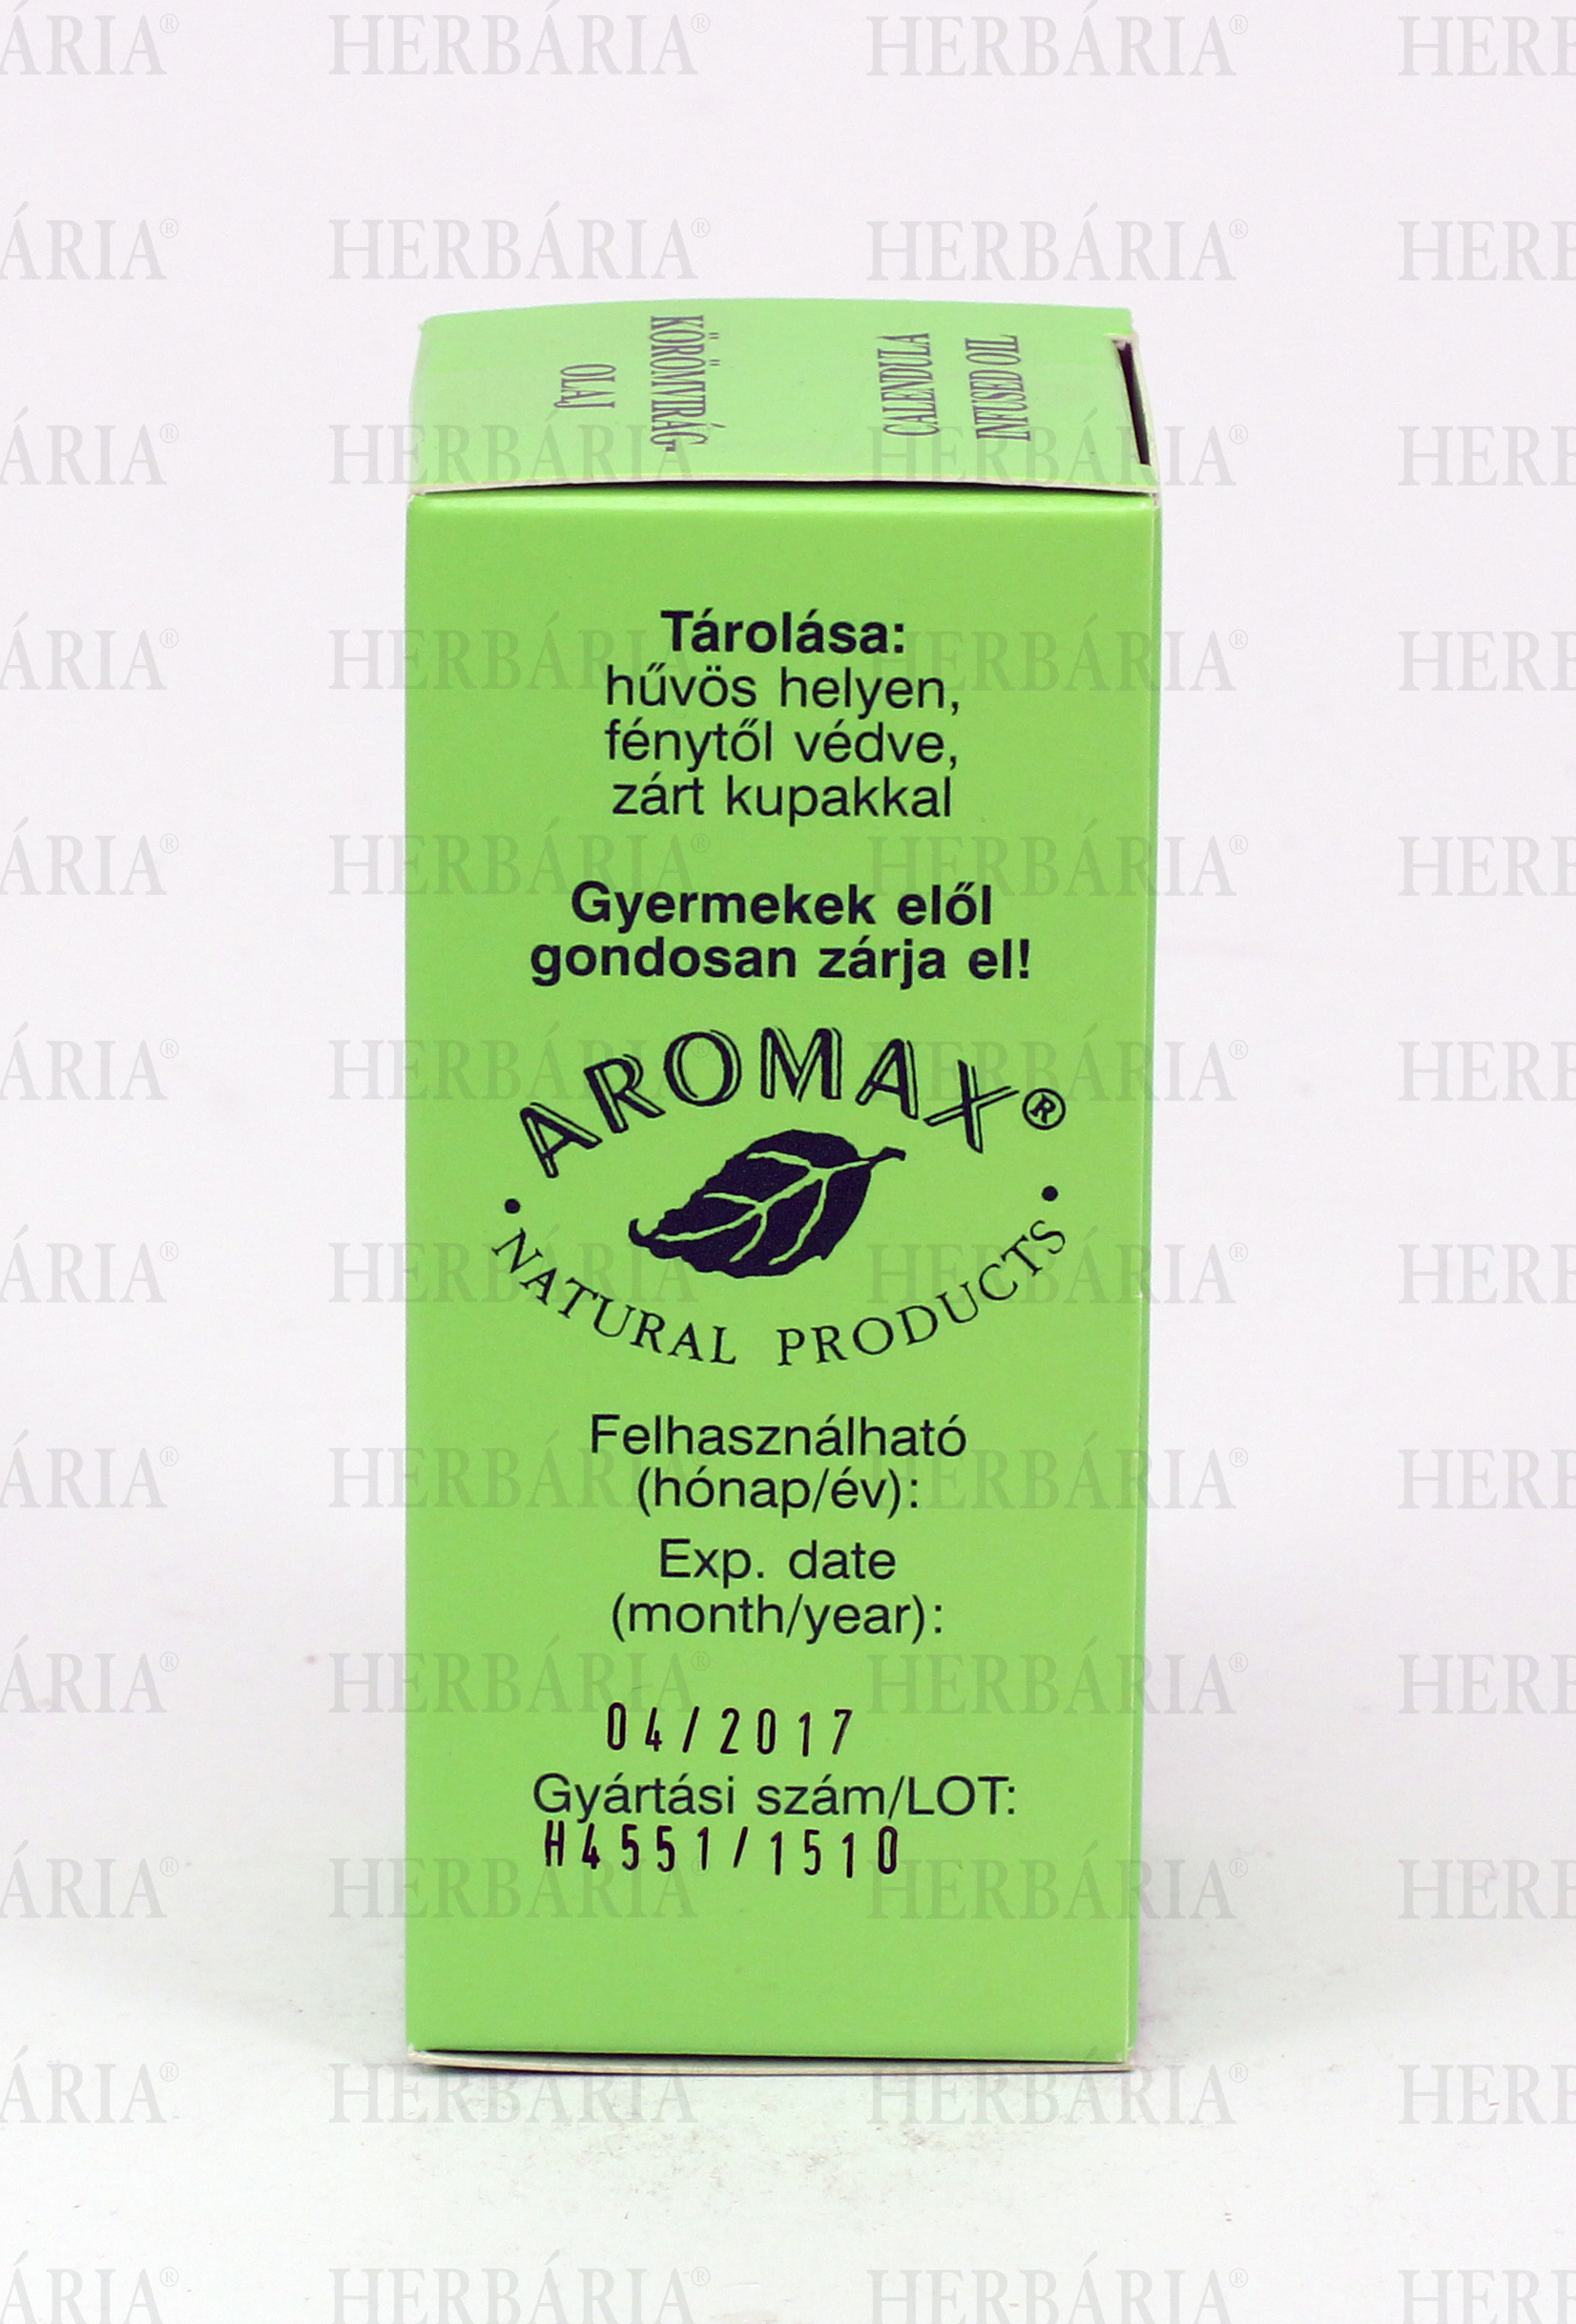 KÖRÖMVIRÁG-
OLAJ
CALENDULA
INFUSED OIL
Tárolása:
hűvös helyen,
fénytől védve,
zárt kupakkal
Gyermekek elől
gondosan zárja el!
AROMAX®
• NATURAL PRODUCTS •
Felhasználható
(hónap/év):
Exp. date
(month/year):
04/2017
Gyártási szám/LOT:
H4551/1510
HERBÁRIA®